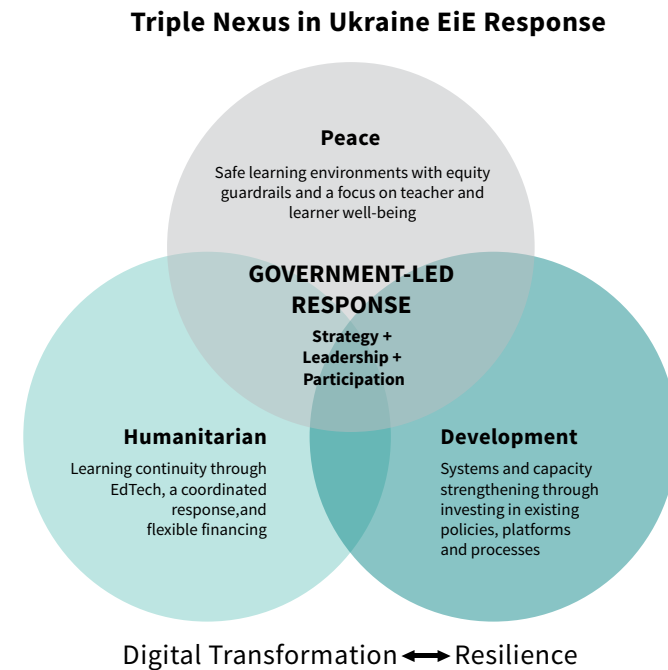 Triple Nexus in Ukraine EiE Response
Peace
Safe learning environments with equity
guardrails and a focus on teacher and
learner well-being
GOVERNMENT-LED
RESPONSE
Strategy +
Leadership +
Participation
Humanitarian
Learning continuity through
EdTech, a coordinated
response,and
flexible financing
Development
Systems and capacity
strengthening through
investing in existing
policies, platforms
and processes
Digital Transformation ↔ Resilience